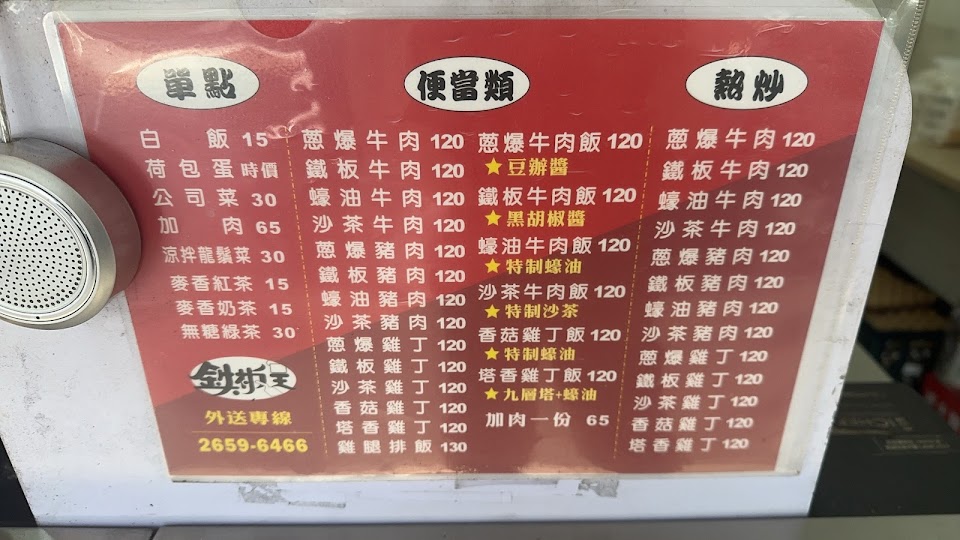 單點
白飯 15
荷包蛋 時價
公司菜 30
加肉 65
涼拌龍鬚菜 30
麥香紅茶 15
麥香奶茶 15
無糖綠茶 30
外送專線
2659-6466
便當類
蔥爆牛肉 120
鐵板牛肉 120
蠔油牛肉 120
沙茶牛肉 120
蔥爆豬肉 120
鐵板豬肉 120
蠔油豬肉 120
沙茶豬肉 120
蔥爆雞丁 120
鐵板雞丁 120
沙茶雞丁 120
香菇雞丁 120
塔香雞丁 120
雞腿排飯 130
蔥爆牛肉飯 120
★豆辦醬
鐵板牛肉飯 120
★黑胡椒醬
蠔油牛肉飯 120
★特制蠔油
沙茶牛肉飯 120
★特制沙茶
香菇雞丁飯 120
★特制蠔油
塔香雞丁飯 120
★九層塔+蠔油
加肉一份 65
熱炒
蔥爆牛肉 120
鐵板牛肉 120
蠔油牛肉 120
沙茶牛肉 120
蔥爆豬肉 120
鐵板豬肉 120
蠔油豬肉 120
沙茶豬肉 120
蔥爆雞丁 120
鐵板雞丁 120
沙茶雞丁 120
香菇雞丁 120
塔香雞丁 120